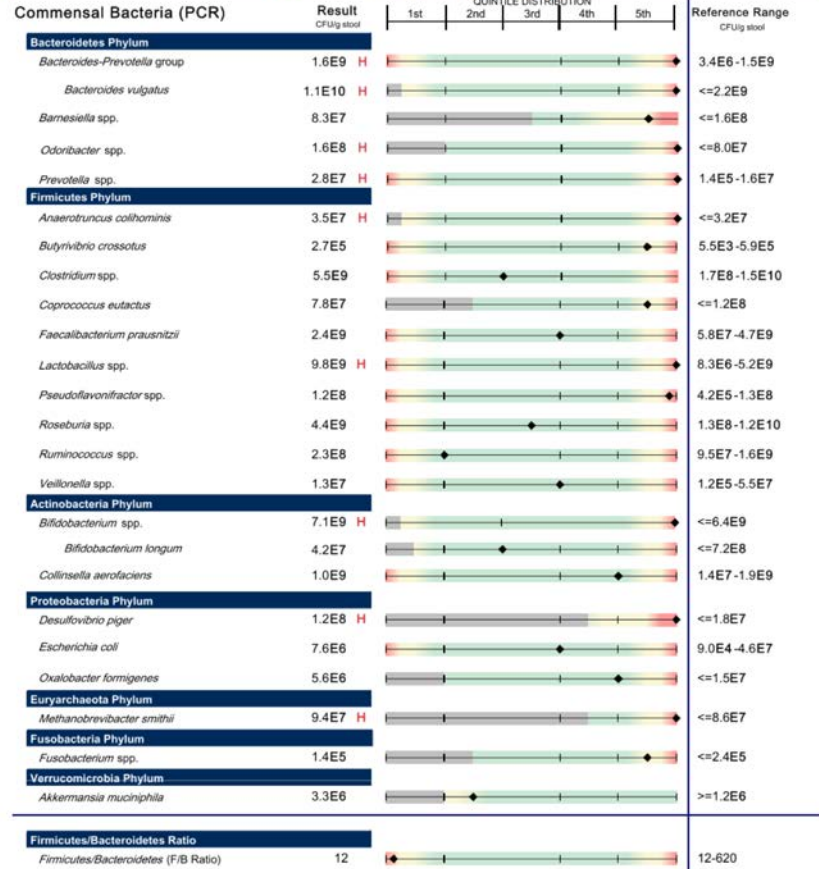 Commensal Bacteria (PCR) Result CFU/g stool QUINTILE DISTRIBUTION 1st 2nd 3rd 4th 5th Reference Range CFU/g stool
Bacteroidetes Phylum
Bacteroides-Prevotella group 1.6E9 H 3.4E6-1.5E9
Bacteroides vulgatus 1.1E10 H <=2.2E9
Barnesiella spp. 8.3E7 <=1.6E8
Odoribacter spp. 1.6E8 H <=8.0E7
Prevotella spp. 2.8E7 H 1.4E5-1.6E7
Firmicutes Phylum
Anaerotruncus colihominis 3.5E7 H <=3.2E7
Butyrivibrio crossotus 2.7E5 5.5E3-5.9E5
Clostridium spp. 5.5E9 1.7E8-1.5E10
Coprococcus eutactus 7.8E7 <=1.2E8
Faecalibacterium prausnitzii 2.4E9 5.8E7-4.7E9
Lactobacillus spp. 9.8E9 H 8.3E6-5.2E9
Pseudoflavonifractor spp. 1.2E8 4.2E5-1.3E8
Roseburia spp. 4.4E9 1.3E8-1.2E10
Ruminococcus spp. 2.3E8 9.5E7-1.6E9
Veillonella spp. 1.3E7 1.2E5-5.5E7
Actinobacteria Phylum
Bifidobacterium spp. 7.1E9 H <=6.4E9
Bifidobacterium longum 4.2E7 <=7.2E8
Collinsella aerofaciens 1.0E9 1.4E7-1.9E9
Proteobacteria Phylum
Desulfovibrio piger 1.2E8 H <=1.8E7
Escherichia coli 7.6E6 9.0E4-4.6E7
Oxalobacter formigenes 5.6E6 <=1.5E7
Euryarchaeota Phylum
Methanobrevibacter smithii 9.4E7 H <=8.6E7
Fusobacteria Phylum
Fusobacterium spp. 1.4E5 <=2.4E5
Verrucomicrobia Phylum
Akkermansia muciniphila 3.3E6 >=1.2E6
Firmicutes/Bacteroidetes Ratio
Firmicutes/Bacteroidetes (F/B Ratio) 12 12-620